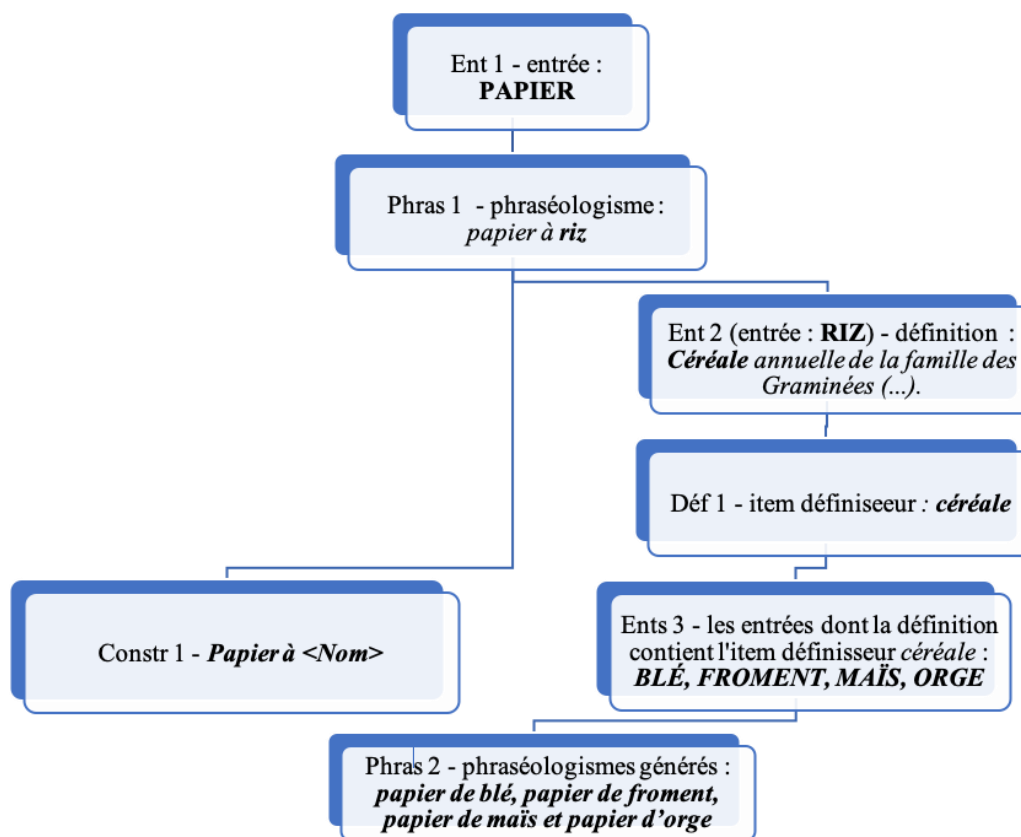 Ent 1 - entrée :
PAPIER
Phras 1 - phraséologisme :
papier à riz
Ent 2 (entrée : RIZ) - définition :
Céréale annuelle de la famille des
Graminées (...).
Déf 1 - item définiseeur : céréale
Constr 1 - Papier à <Nom>
Ents 3 - les entrées dont la définition
contient l'item définisseur céréale :
BLÉ, FROMENT, MAÏS, ORGE
Phras 2 - phraséologismes générés :
papier de blé, papier de froment,
papier de maïs et papier d’orge